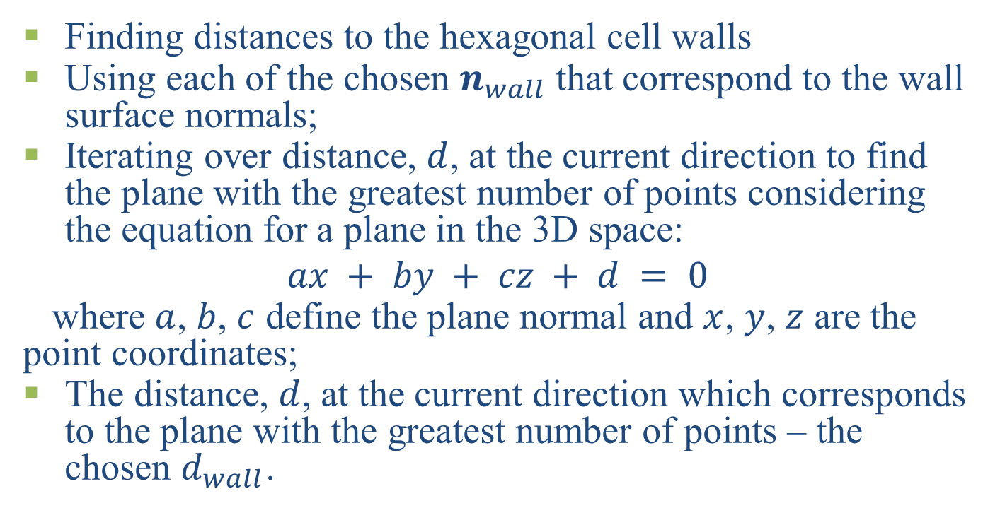 ▪ Finding distances to the hexagonal cell walls
▪ Using each of the chosen n_wall that correspond to the wall
surface normals;
▪ Iterating over distance, d, at the current direction to find
the plane with the greatest number of points considering
the equation for a plane in the 3D space:
ax + by + cz + d = 0
where a, b, c define the plane normal and x, y, z are the
point coordinates;
▪ The distance, d, at the current direction which corresponds
to the plane with the greatest number of points – the
chosen d_wall.